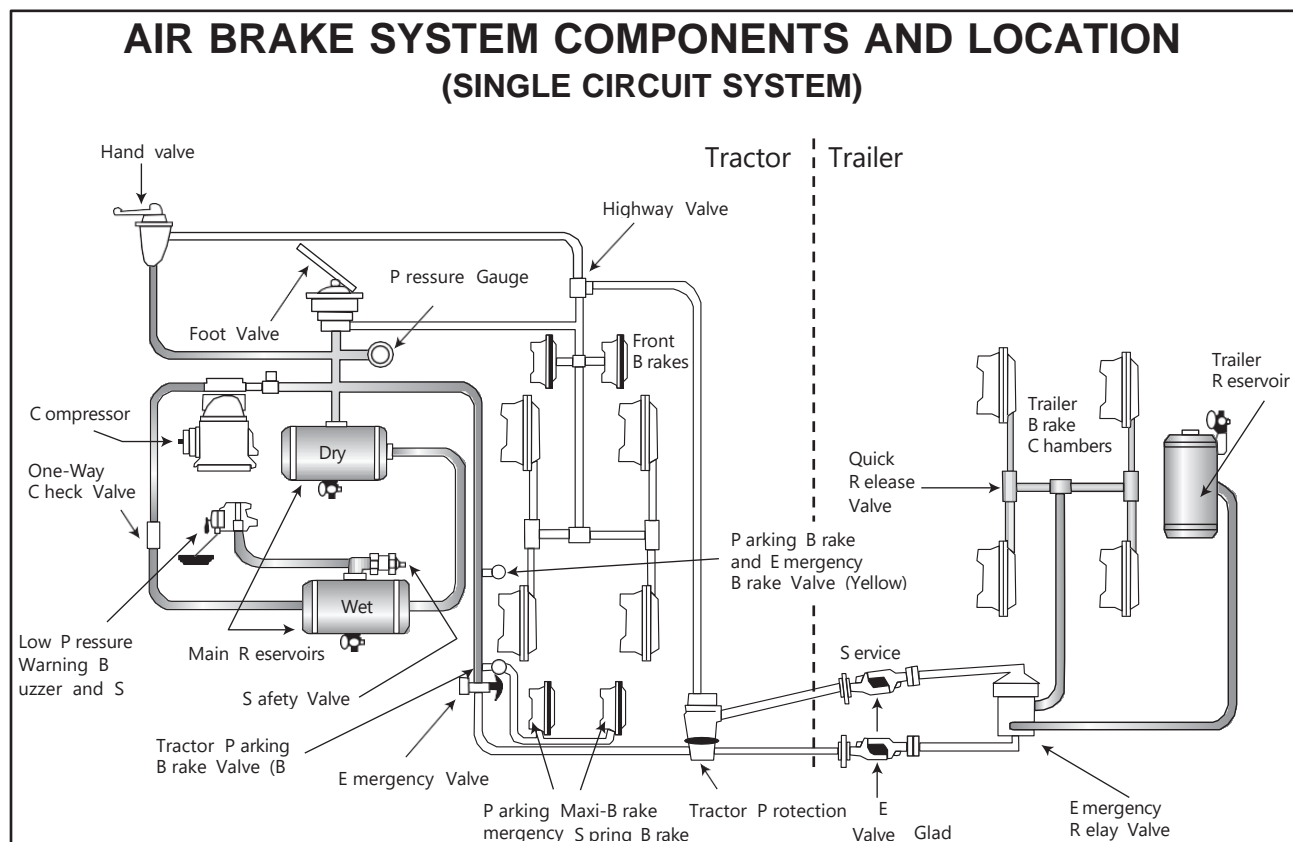 AIR BRAKE SYSTEM COMPONENTS AND LOCATION
(SINGLE CIRCUIT SYSTEM)
Hand valve
Tractor
Trailer
Highway Valve
P ressure Gauge
Foot Valve
Front
B rakes
Trailer
R eservoir
Trailer
B rake
C hambers
C ompressor
Dry
One-Way
C heck Valve
Quick
R elease
Valve
P arking B rake
and E mergency
B rake Valve (Yellow)
Wet
Low P ressure
Warning B
uzzer and S
Main R eservoirs
S afety Valve
S ervice
Tractor P arking
B rake Valve (B
E mergency Valve
P arking Maxi-B rake
mergency S pring B rake
Tractor P rotection
E
Valve Glad
E mergency
R elay Valve